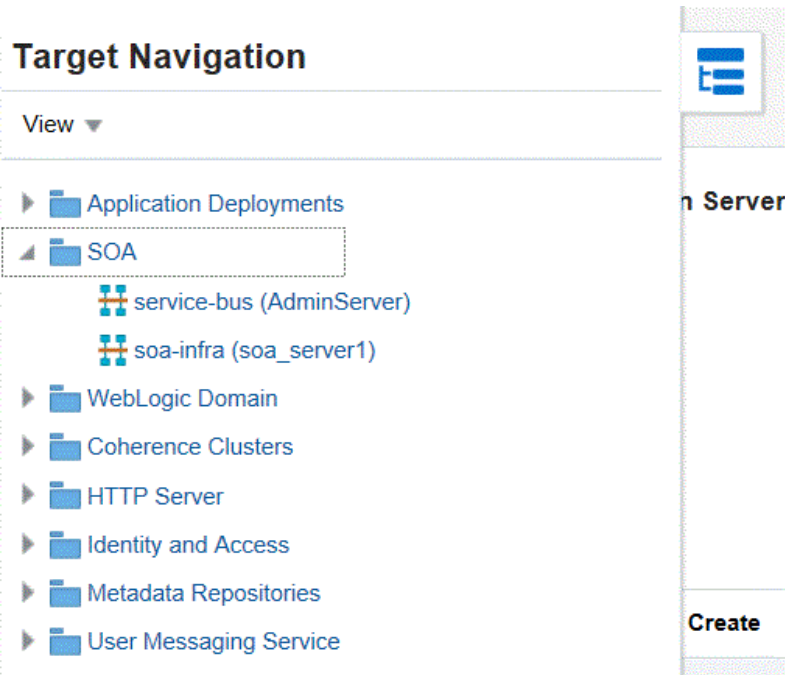 Target Navigation
View
Application Deployments
n Server
SOA
service-bus (AdminServer)
soa-infra (soa_server1)
WebLogic Domain
Coherence Clusters
HTTP Server
Identity and Access
Metadata Repositories
Create
User Messaging Service